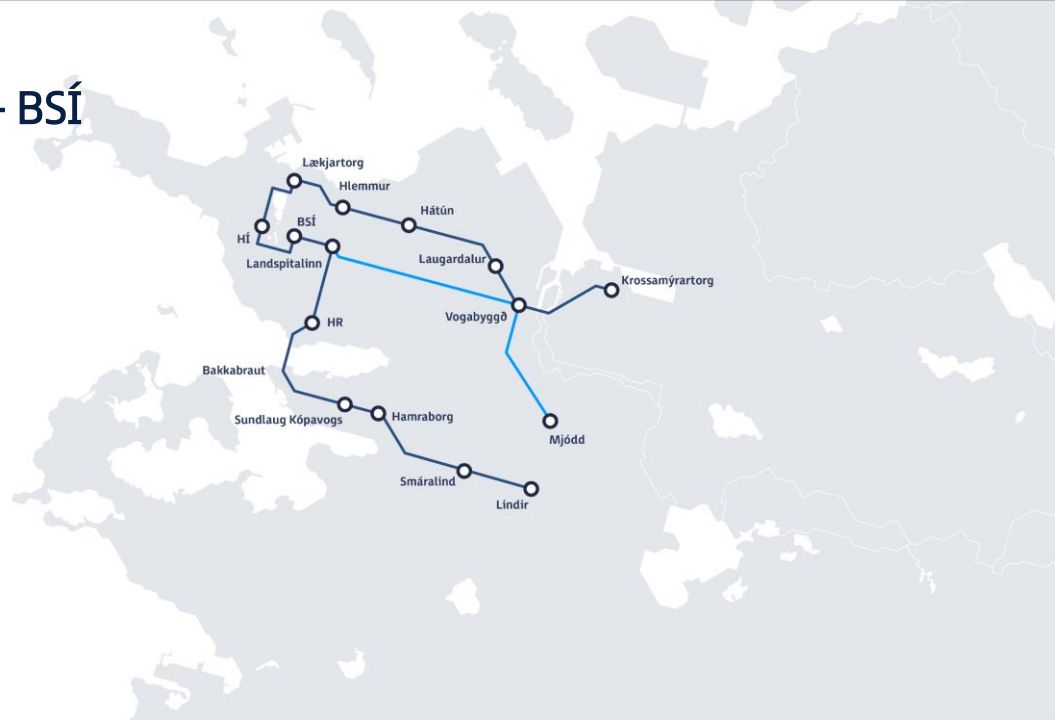 - BSÍ
Lækjartorg
Hlemmur
Hátún
BSÍ
HÍ
Landspítalinn
Laugardalur
Krossamýrartorg
Vogabyggð
HR
Bakkabraut
Sundlaug Kópavogs
Hamraborg
Mjódd
Smáralind
Lindir